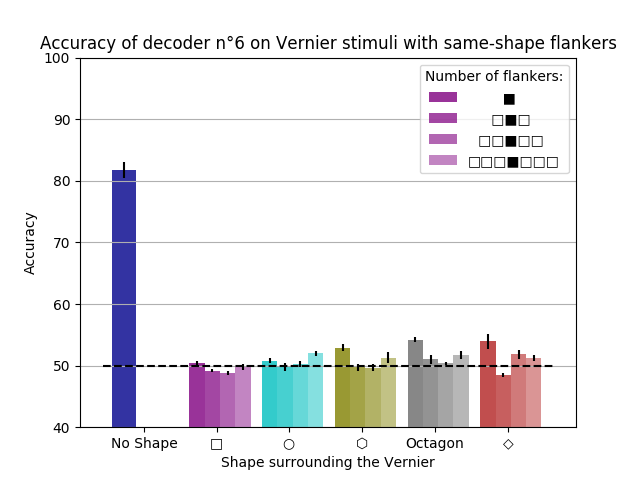 Accuracy of decoder n°6 on Vernier stimuli with same-shape flankers
100
90
80
70
60
50
40
Accuracy
Number of flankers:
■
□■□
□□■□□
□□□■□□□
No Shape □ ○ ⬡ Octagon ◇
Shape surrounding the Vernier